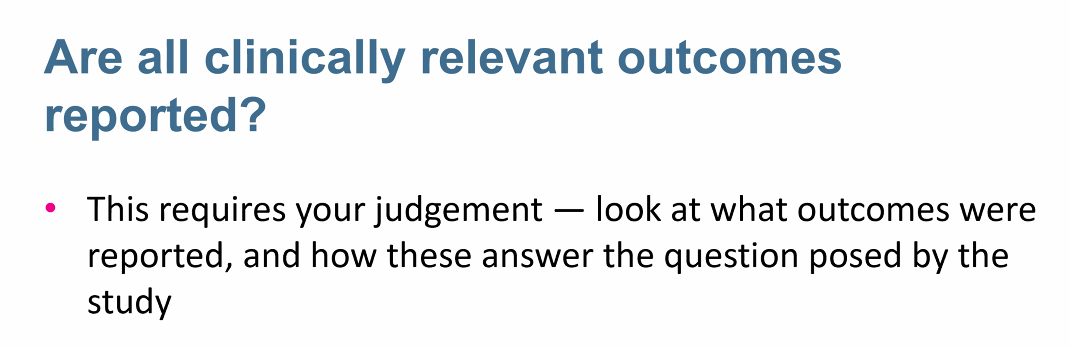 Are all clinically relevant outcomes
reported?
• This requires your judgement — look at what outcomes were
reported, and how these answer the question posed by the
study